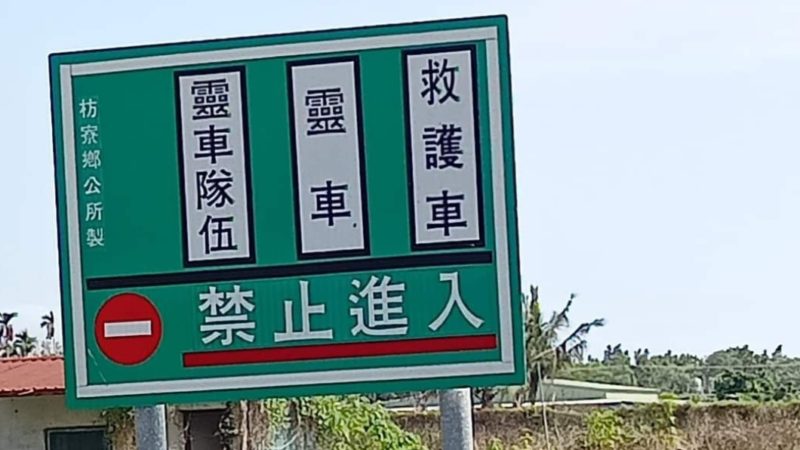 救護車
靈車
靈車隊伍
禁止進入
枋寮鄉公所製